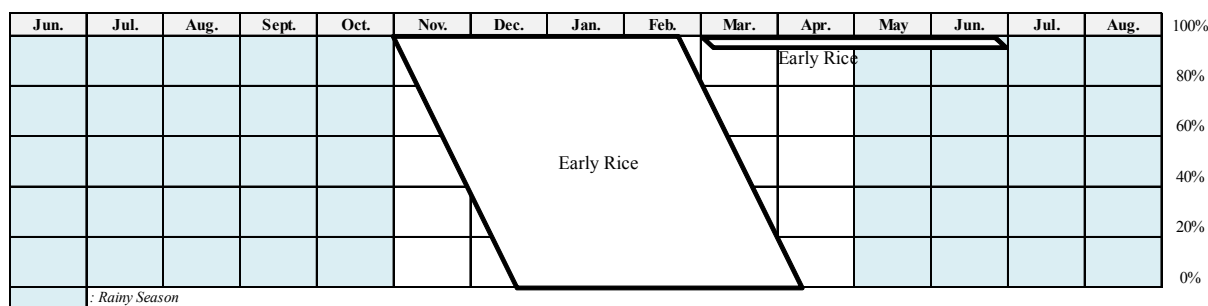 Jun. Jul. Aug. Sept. Oct. Nov. Dec. Jan. Feb. Mar. Apr. May Jun. Jul. Aug. 100%
Early Rice
80%
60%
Early Rice
40%
20%
0%
: Rainy Season